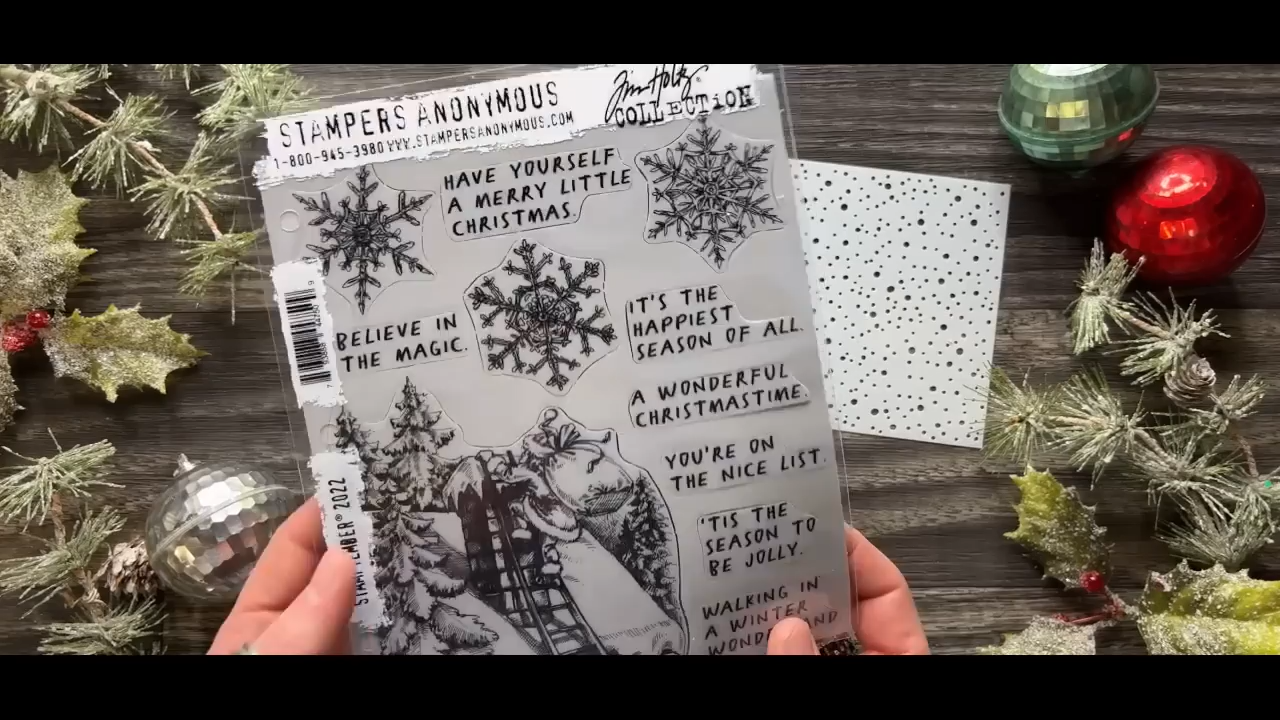 STAMPERS ANONYMOUS
1-800-945-3980 WWW.STAMPERSANONYMOUS.COM
Tim Holtz®
COLLECTION
HAVE YOURSELF
A MERRY LITTLE
CHRISTMAS.
BELIEVE IN
THE MAGIC.
IT'S THE
HAPPIEST
SEASON OF ALL.
A WONDERFUL
CHRISTMASTIME.
YOU'RE ON
THE NICE LIST.
'TIS THE
SEASON TO
BE JOLLY.
WALKING IN
A WINTER
2022